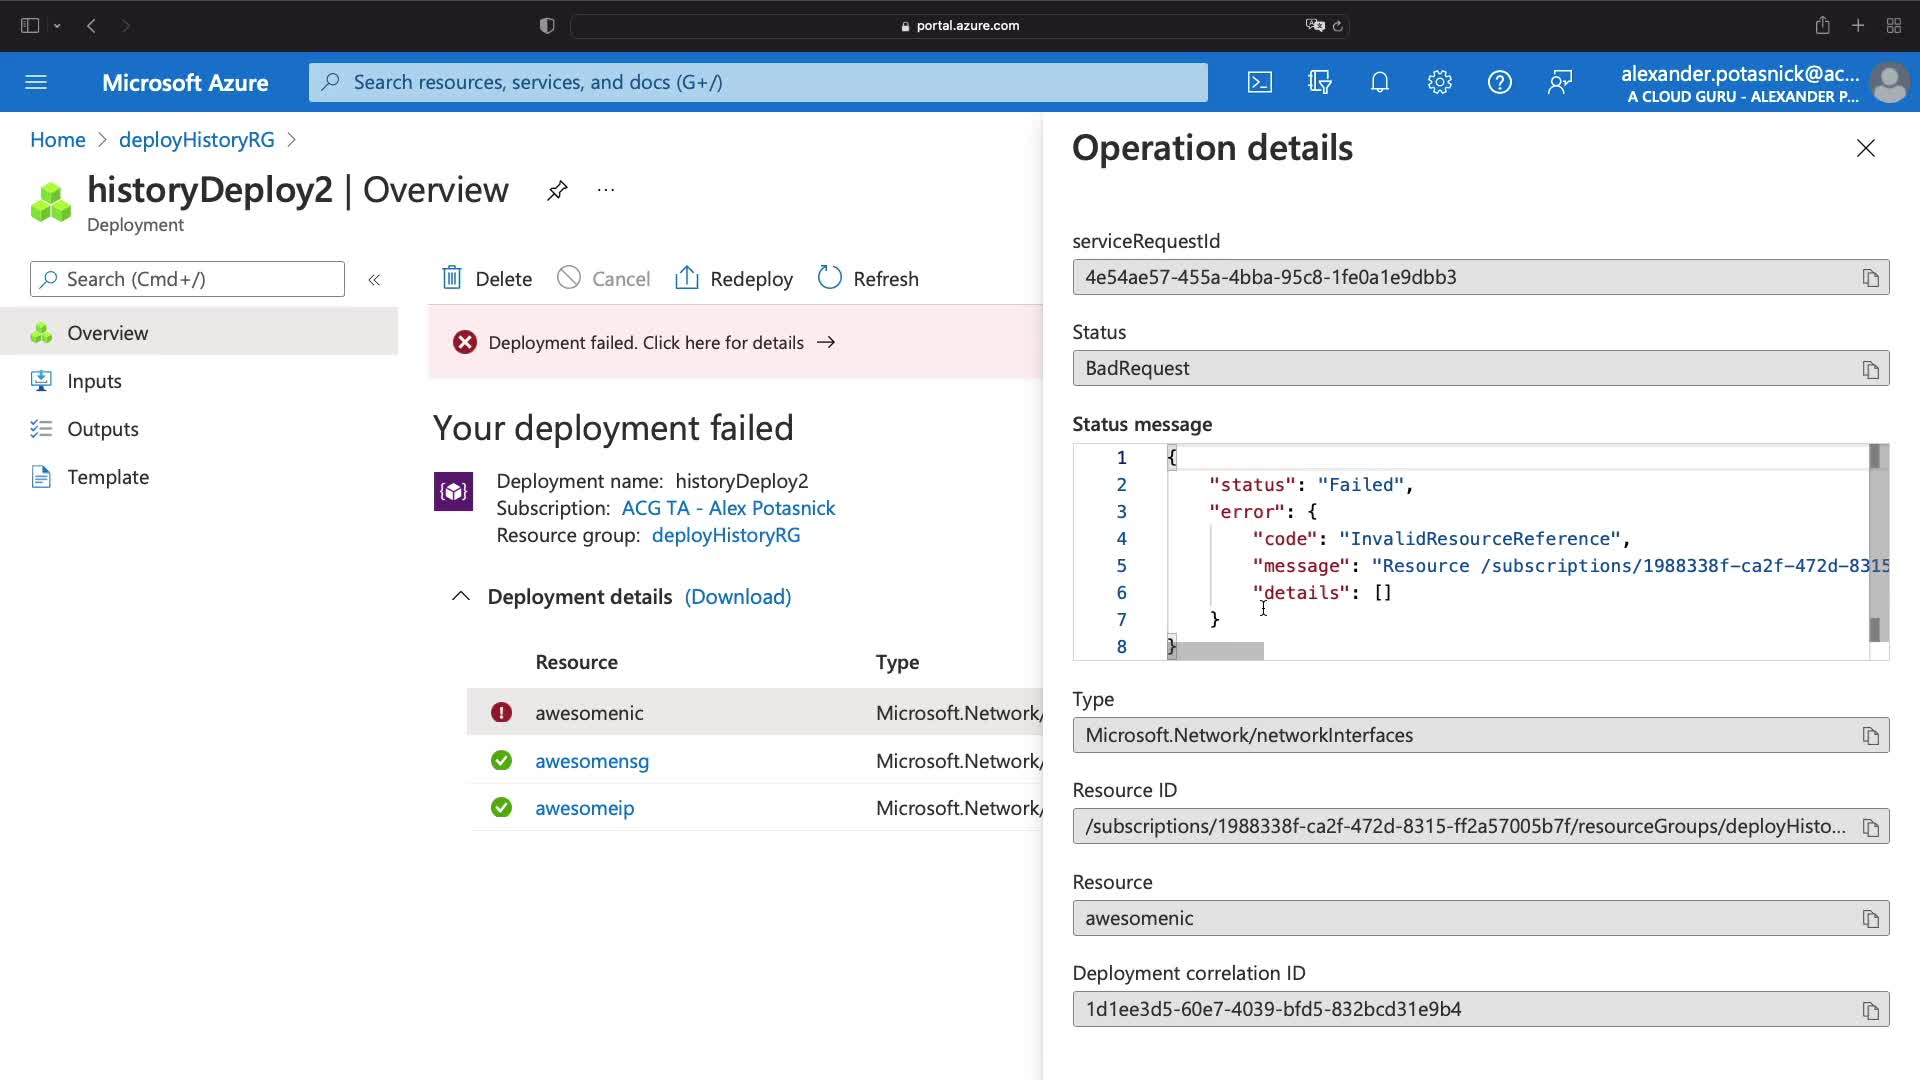 portal.azure.com
Microsoft Azure
Search resources, services, and docs (G+/)
alexander.potasnick@ac...
A CLOUD GURU - ALEXANDER P...
Home > deployHistoryRG >
historyDeploy2 | Overview
Deployment
Search (Cmd+/)
Overview
Inputs
Outputs
Template
Delete
Cancel
Redeploy
Refresh
Deployment failed. Click here for details →
Your deployment failed
Deployment name: historyDeploy2
Subscription: ACG TA - Alex Potasnick
Resource group: deployHistoryRG
Deployment details (Download)
Resource Type
awesomenic Microsoft.Network/
awesomensg Microsoft.Network/
awesomeip Microsoft.Network/
Operation details
serviceRequestId
4e54ae57-455a-4bba-95c8-1fe0a1e9dbb3
Status
BadRequest
Status message
1 {
2 "status": "Failed",
3 "error": {
4 "code": "InvalidResourceReference",
5 "message": "Resource /subscriptions/1988338f-ca2f-472d-8315
6 "details": []
7 }
8 }
Type
Microsoft.Network/networkInterfaces
Resource ID
/subscriptions/1988338f-ca2f-472d-8315-ff2a57005b7f/resourceGroups/deployHisto...
Resource
awesomenic
Deployment correlation ID
1d1ee3d5-60e7-4039-bfd5-832bcd31e9b4